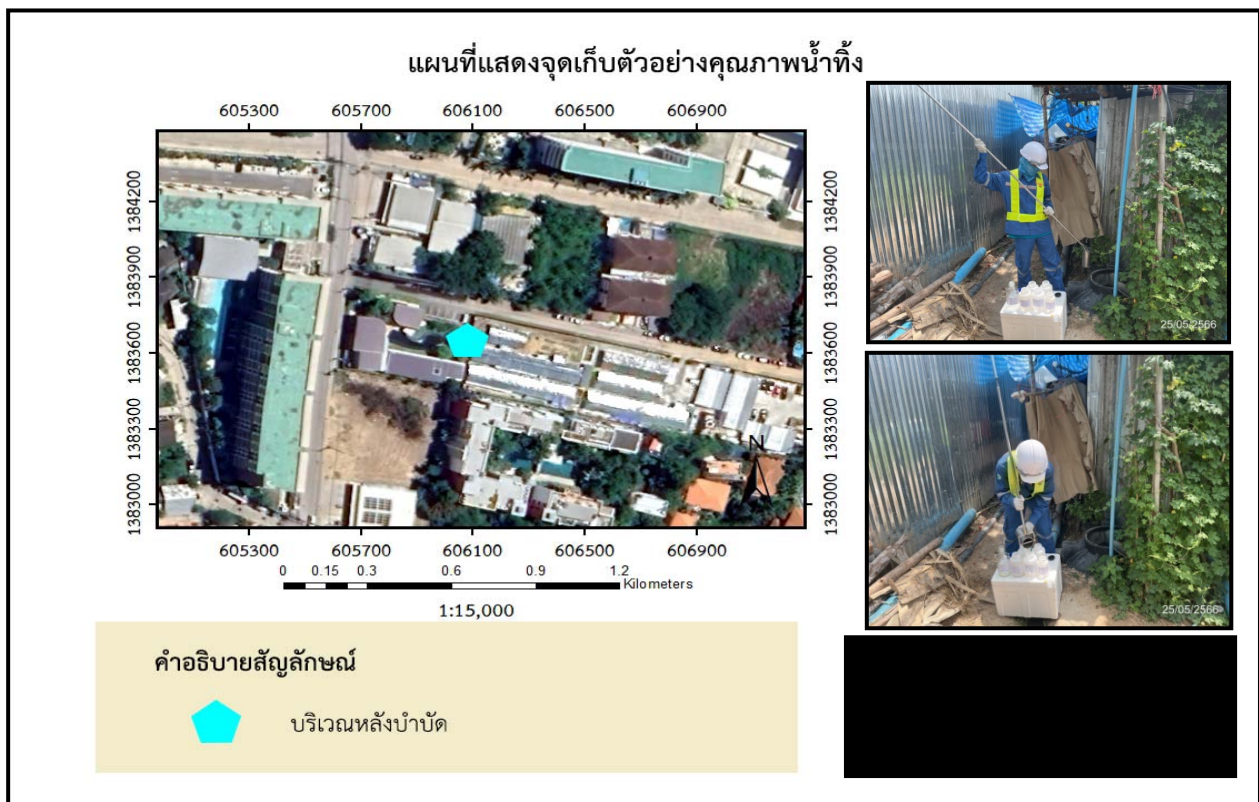 แผนที่แสดงจุดเก็บตัวอย่างคุณภาพน้ำทิ้ง
605300 605700 606100 606500 606900
1384200 1384200
1383900 1383900
1383600 1383600
1383300 1383300
1383000 1383000
N
605300 605700 606100 606500 606900
0 0.15 0.3 0.6 0.9 1.2
Kilometers
1:15,000
คำอธิบายสัญลักษณ์
บริเวณหลังบำบัด
25/05/2566
25/05/2566